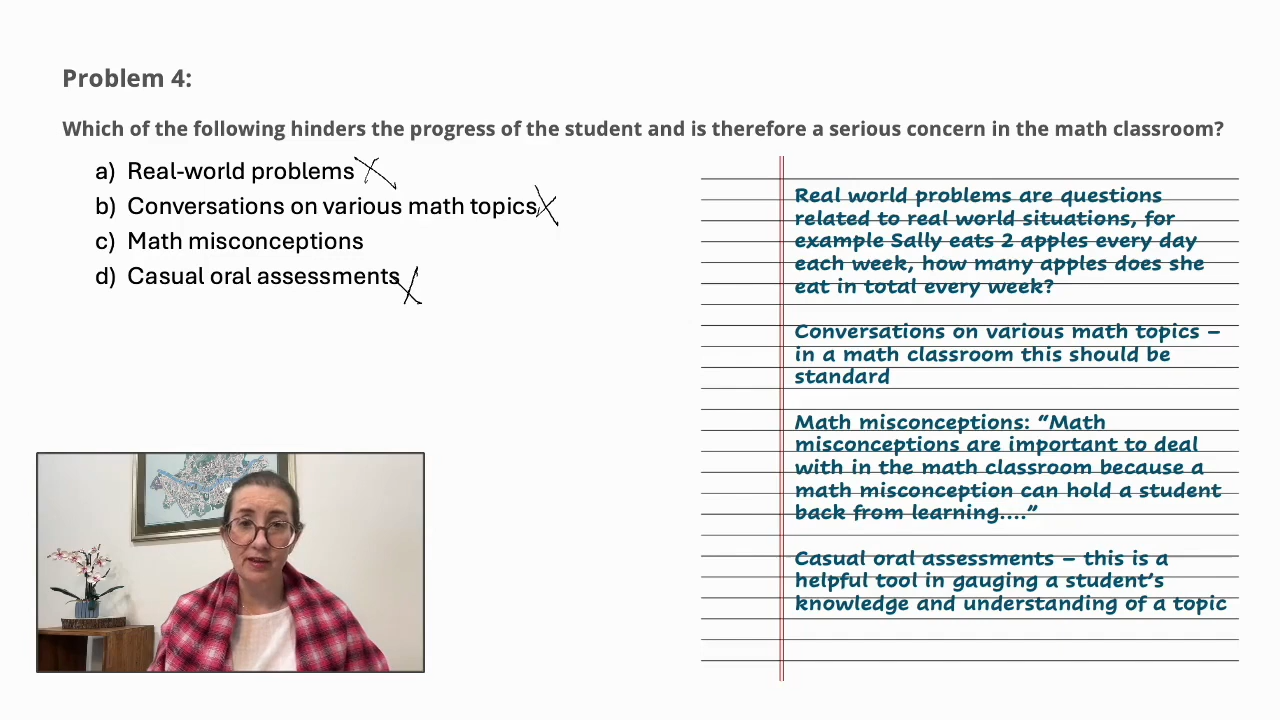 Problem 4:
Which of the following hinders the progress of the student and is therefore a serious concern in the math classroom?
a) Real-world problems
b) Conversations on various math topics
c) Math misconceptions
d) Casual oral assessments
Real world problems are questions
related to real world situations, for
example Sally eats 2 apples every day
each week, how many apples does she
eat in total every week?
Conversations on various math topics –
in a math classroom this should be
standard
Math misconceptions: “Math
misconceptions are important to deal
with in the math classroom because a
math misconception can hold a student
back from learning....”
Casual oral assessments – this is a
helpful tool in gauging a student’s
knowledge and understanding of a topic